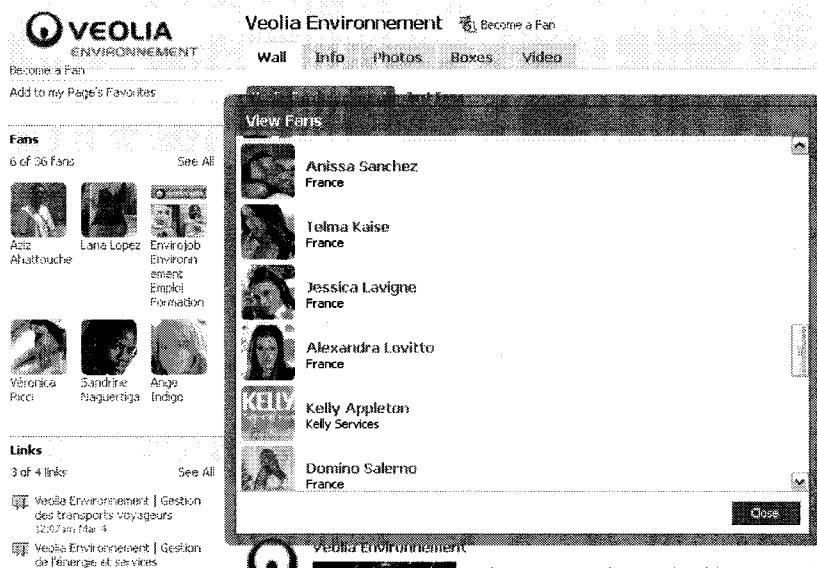 VEOLIA
ENVIRONNEMENT
Become a Fan
Add to my Page's Favorites
Fans
6 of 36 fans See All
Aziz
Ahattouche
Lana Lopez
Envirojob
Environn
ement
Emploi
Formation
Véronica
Ricci
Sandrine
Naguertiga
Ange
Indigo
Links
3 of 4 links See All
Veolia Environnement | Gestion
des transports voyageurs
12:07am Mar 4
Veolia Environnement | Gestion
de l'énergie et services
Veolia Environnement Become a Fan
Wall Info Photos Boxes Video
View Fans
Anissa Sanchez
France
Telma Kaise
France
Jessica Lavigne
France
Alexandra Lovitto
France
KELLY
Kelly Appleton
Kelly Services
Domino Salerno
France
Close
Veolia Environnement